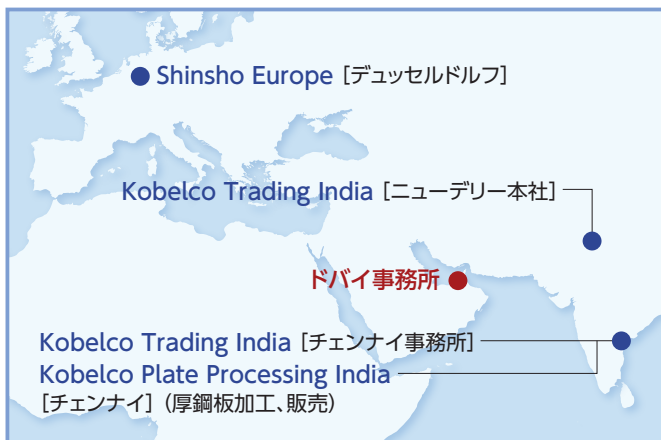 Shinsho Europe [デュッセルドルフ]
Kobelco Trading India [ニューデリー本社]
ドバイ事務所
Kobelco Trading India [チェンナイ事務所]
Kobelco Plate Processing India
[チェンナイ](厚鋼板加工、販売)